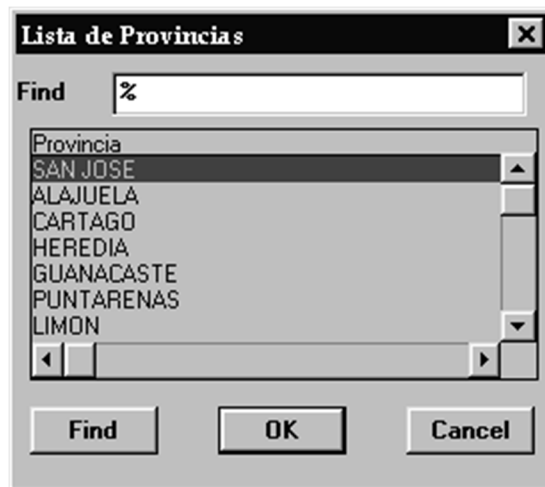 Lista de Provincias
Find %
Provincia
SAN JOSE
ALAJUELA
CARTAGO
HEREDIA
GUANACASTE
PUNTARENAS
LIMON
Find OK Cancel